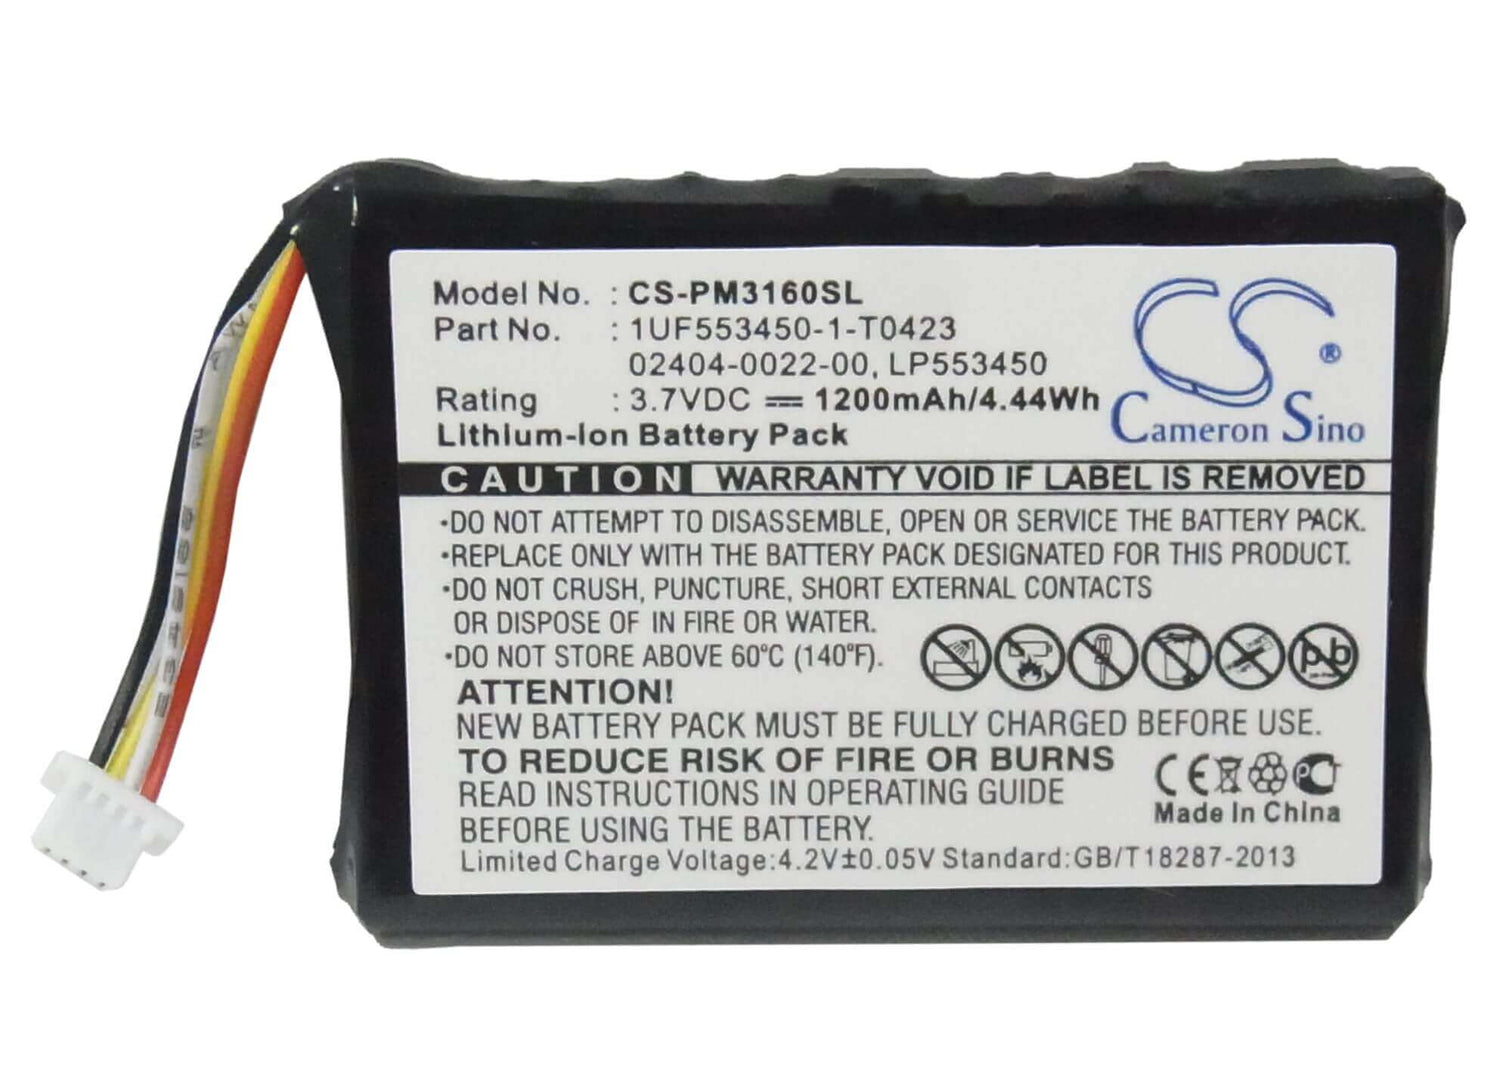 Model No. : CS-PM3160SL
Part No. : 1UF553450-1-T0423
02404-0022-00, LP553450
Rating : 3.7VDC 1200mAh/4.44Wh
Lithium-Ion Battery Pack
CS ®
Cameron Sino
CAUTION WARRANTY VOID IF LABEL IS REMOVED
•DO NOT ATTEMPT TO DISASSEMBLE, OPEN OR SERVICE THE BATTERY PACK.
•REPLACE ONLY WITH THE BATTERY PACK DESIGNATED FOR THIS PRODUCT.
•DO NOT CRUSH, PUNCTURE, SHORT EXTERNAL CONTACTS
OR DISPOSE OF IN FIRE OR WATER.
•DO NOT STORE ABOVE 60°C (140°F).
Pb
ATTENTION!
NEW BATTERY PACK MUST BE FULLY CHARGED BEFORE USE.
TO REDUCE RISK OF FIRE OR BURNS
READ INSTRUCTIONS IN OPERATING GUIDE
BEFORE USING THE BATTERY.
CE PCT
Made In China
Limited Charge Voltage:4.2V±0.05V Standard:GB/T18287-2013